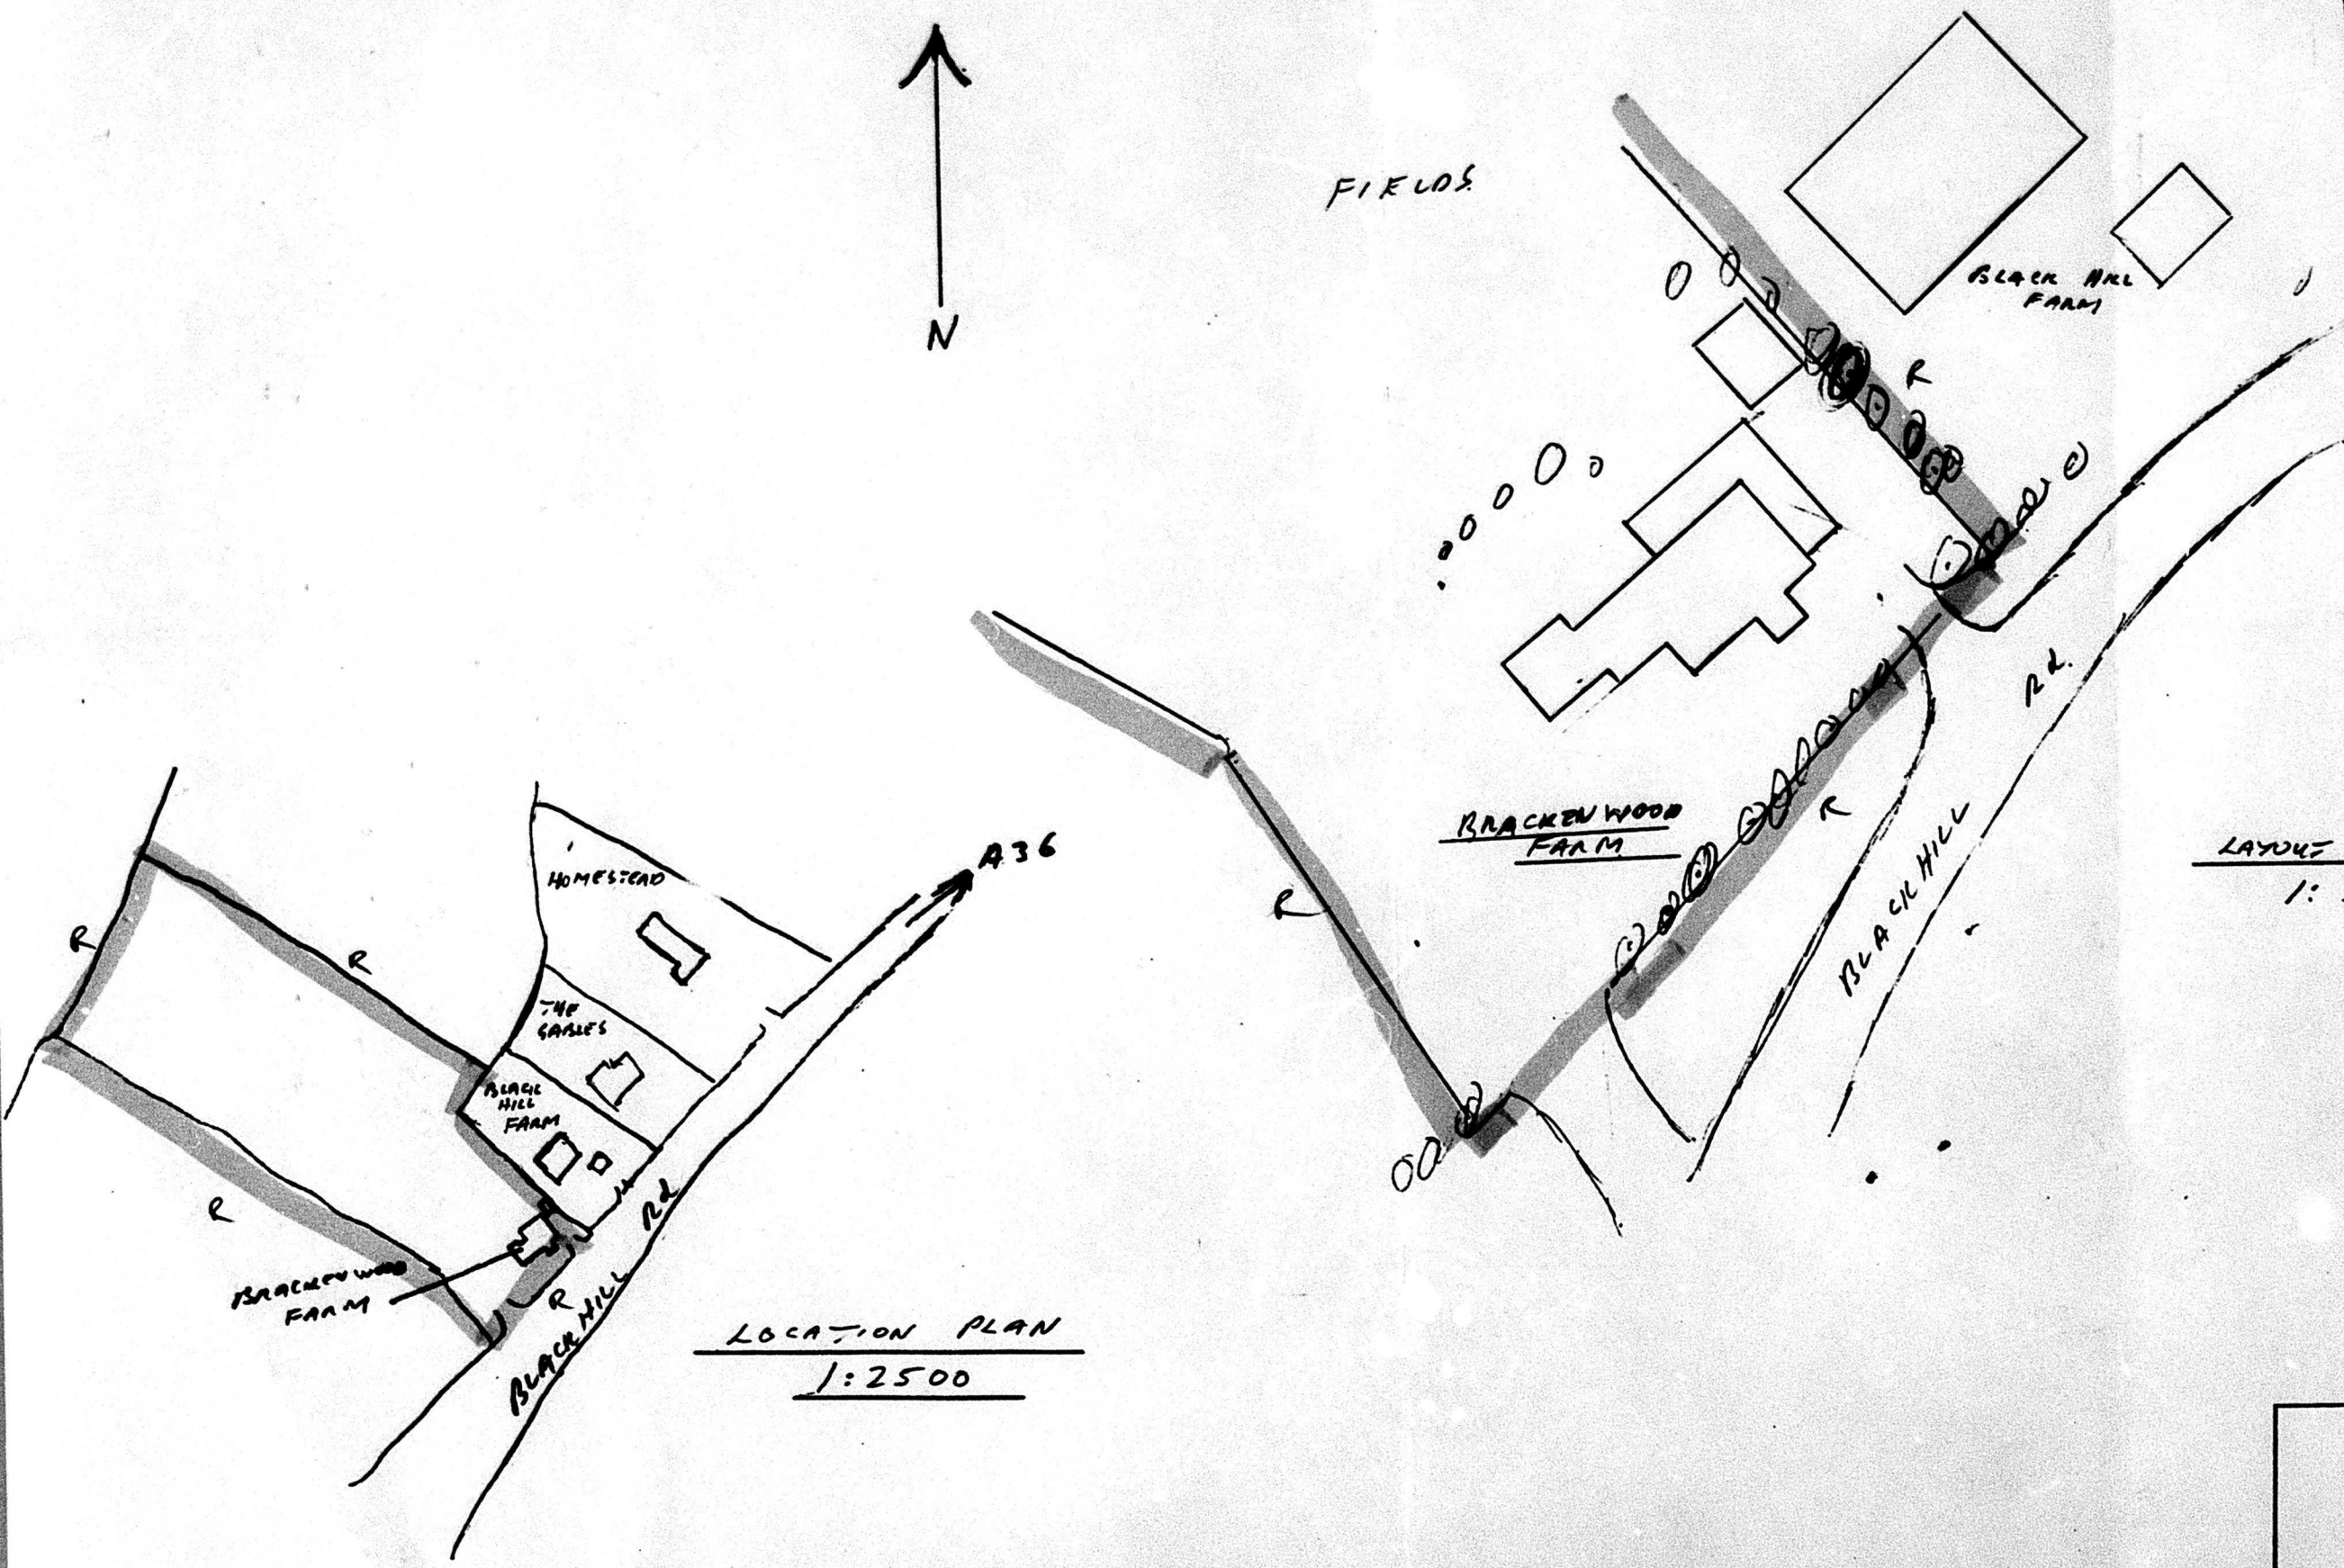 N
FIELDS
BLACK HILL
FARM
R
Rd.
BLACK HILL
R
BRACKENWOOD
FARM
R
LAYOUT
1:
A36
HOMESTEAD
THE
GABLES
BLACK
HILL
FARM
R
R
R
BRACKENWOOD
FARM
R
BLACK HILL Rd
LOCATION PLAN
1:2500